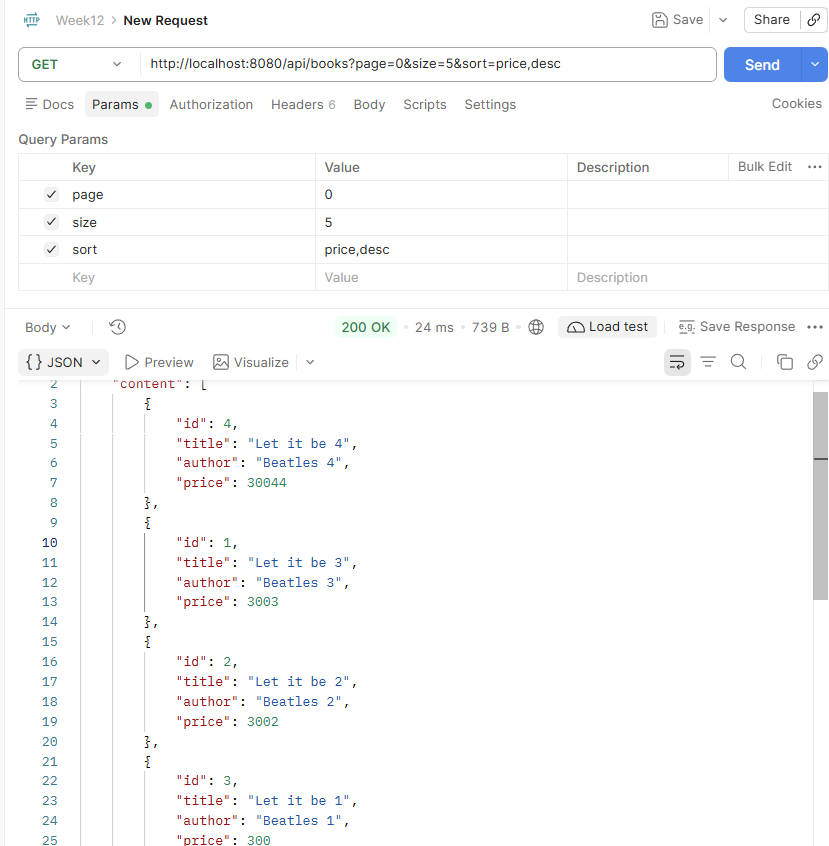 HTTP Week12 > New Request Save Share
GET http://localhost:8080/api/books?page=0&size=5&sort=price,desc Send
Docs Params Authorization Headers 6 Body Scripts Settings Cookies
Query Params
Key Value Description Bulk Edit
page 0
size 5
sort price,desc
Key Value Description
Body 200 OK 24 ms 739 B Load test e.g. Save Response
{} JSON Preview Visualize
2 "content": [
3 {
4 "id": 4,
5 "title": "Let it be 4",
6 "author": "Beatles 4",
7 "price": 30044
8 },
9 {
10 "id": 1,
11 "title": "Let it be 3",
12 "author": "Beatles 3",
13 "price": 3003
14 },
15 {
16 "id": 2,
17 "title": "Let it be 2",
18 "author": "Beatles 2",
19 "price": 3002
20 },
21 {
22 "id": 3,
23 "title": "Let it be 1",
24 "author": "Beatles 1",
25 "price": 300